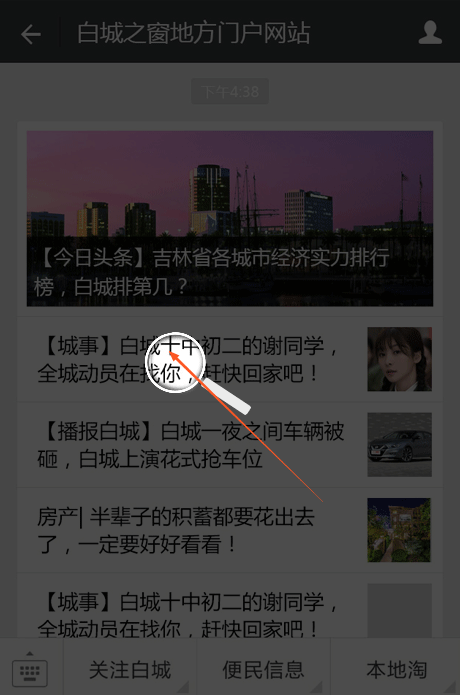 白城之窗地方门户网站
下午4:38
【今日头条】吉林省各城市经济实力排行
榜，白城排第几？
【城事】白城十中初二的谢同学，
全城动员在找你，赶快回家吧！
【播报白城】白城一夜之间车辆被
砸，白城上演花式抢车位
房产| 半辈子的积蓄都要花出去
了，一定要好好看看！
【城事】白城十中初二的谢同学，
全城动员在找你，赶快回家吧！
关注白城
便民信息
本地淘